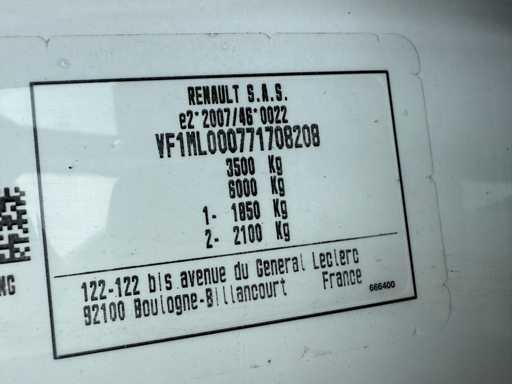 RENAULT S.A.S.
e2*2007/46*0022
VF1ML000771708208
3500 Kg
6000 Kg
1- 1850 Kg
2- 2100 Kg
122-122 bis avenue du General Leclerc
92100 Boulogne-Billancourt France
666400